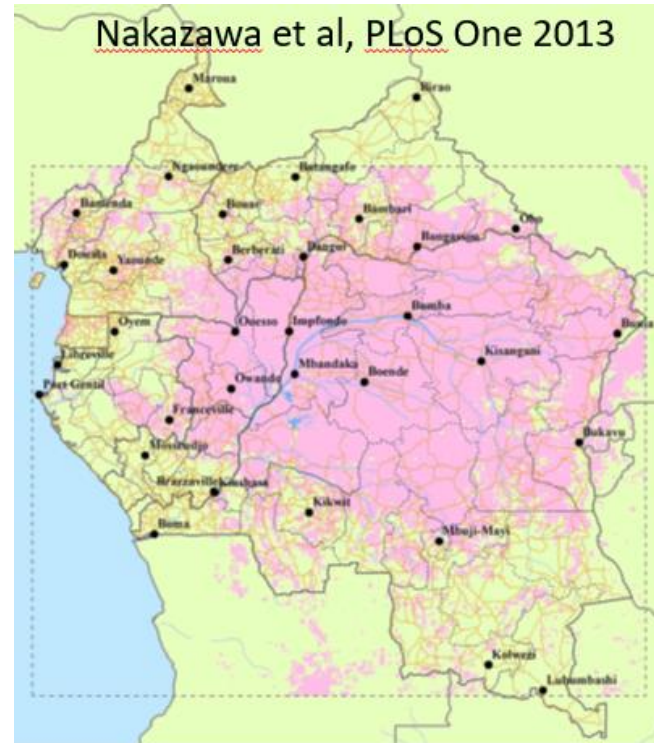 Nakazawa et al, PLoS One 2013
Maroua
Birao
Ngaoundere
Batangafo
Bamenda
Bouar
Bambari
Obo
Douala
Yaounde
Berberati
Bangui
Bangassou
Bumba
Oyem
Ouesso
Impfondo
Bunia
Libreville
Kisangani
Mbandaka
Boende
Port-Gentil
Owando
Franceville
Bukavu
Mossendjo
Brazzaville
Kinshasa
Kikwit
Boma
Mbuji-Mayi
Kolwezi
Lubumbashi